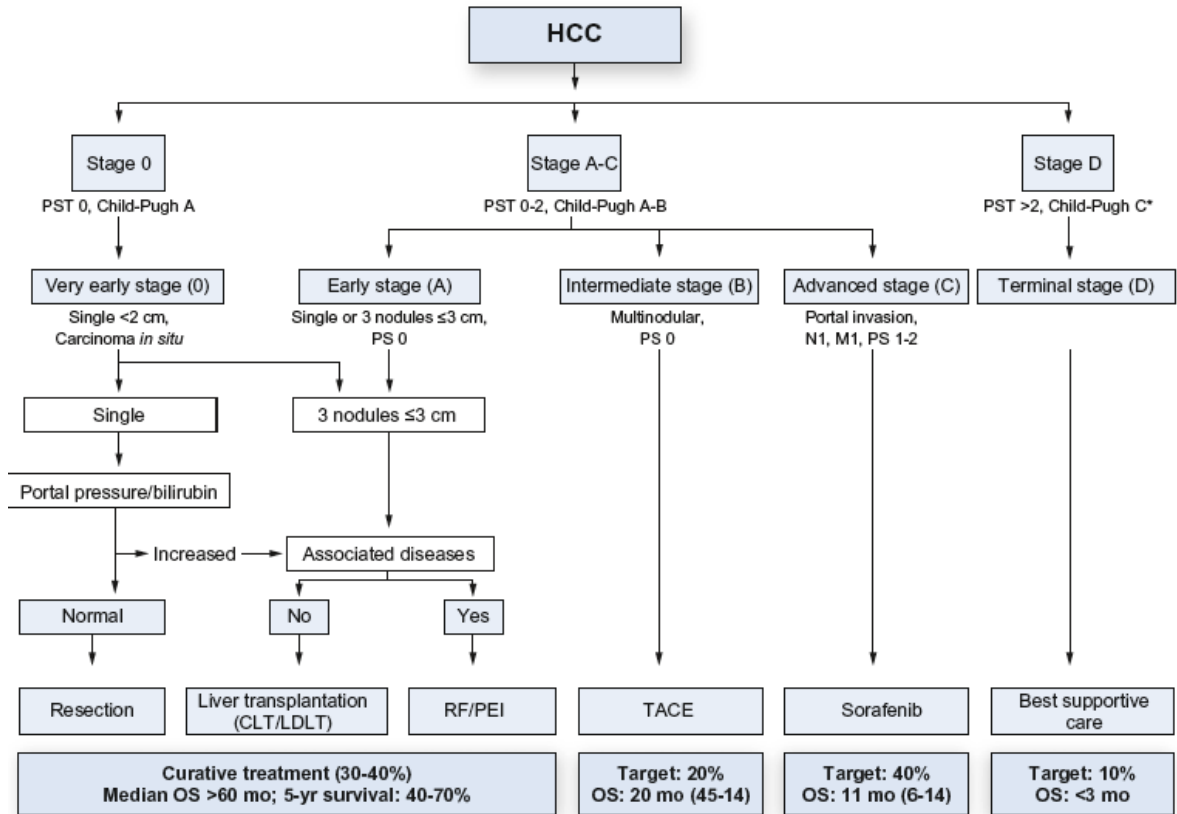 HCC
Stage 0
Stage A-C
Stage D
PST 0, Child-Pugh A
PST 0-2, Child-Pugh A-B
PST >2, Child-Pugh C*
Very early stage (0)
Early stage (A)
Intermediate stage (B)
Advanced stage (C)
Terminal stage (D)
Single <2 cm,
Carcinoma in situ
Single or 3 nodules ≤3 cm,
PS 0
Multinodular,
PS 0
Portal invasion,
N1, M1, PS 1-2
Single
3 nodules ≤3 cm
Portal pressure/bilirubin
Increased
Associated diseases
Normal
No
Yes
Resection
Liver transplantation
(CLT/LDLT)
RF/PEI
TACE
Sorafenib
Best supportive
care
Curative treatment (30-40%)
Median OS >60 mo; 5-yr survival: 40-70%
Target: 20%
OS: 20 mo (45-14)
Target: 40%
OS: 11 mo (6-14)
Target: 10%
OS: <3 mo